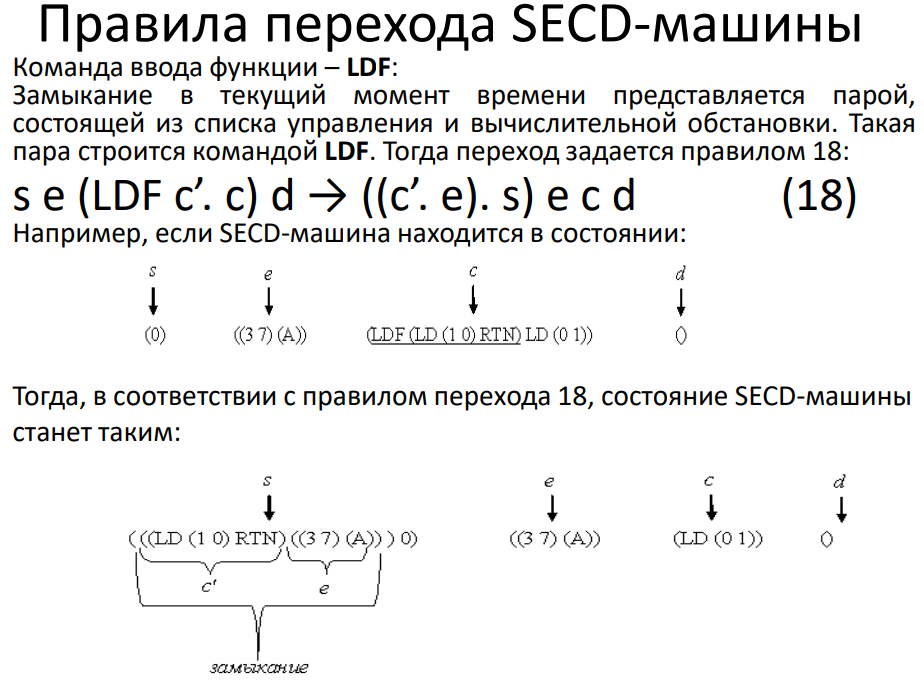 Правила перехода SECD-машины
Команда ввода функции – LDF:
Замыкание в текущий момент времени представляется парой,
состоящей из списка управления и вычислительной обстановки. Такая
пара строится командой LDF. Тогда переход задается правилом 18:
s e (LDF c’. c) d → ((c’. e). s) e c d (18)
Например, если SECD-машина находится в состоянии:
s e c d
(0) ((3 7) (A)) (LDF (LD (1 0) RTN) LD (0 1)) ()
Тогда, в соответствии с правилом перехода 18, состояние SECD-машины
станет таким:
s e c d
( ((LD (1 0) RTN) ((3 7) (A)) ) 0) ((3 7) (A)) (LD (0 1)) ()
c' e
замыкание